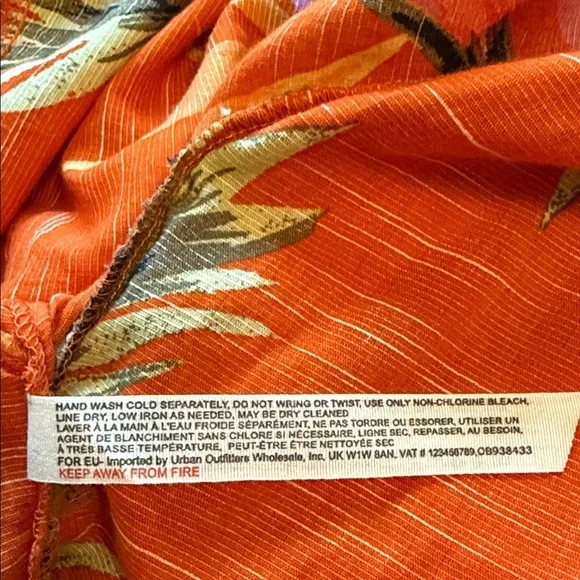 HAND WASH COLD SEPARATELY, DO NOT WRING OR TWIST, USE ONLY NON-CHLORINE BLEACH,
LINE DRY, LOW IRON AS NEEDED, MAY BE DRY CLEANED
LAVER À LA MAIN À L'EAU FROIDE SÉPARÉMENT, NE PAS TORDRE OU ESSORER, UTILISER UN
AGENT DE BLANCHIMENT SANS CHLORE SI NÉCESSAIRE, LIGNE SEC, REPASSER, AU BESOIN,
À TRÈS BASSE TEMPÉRATURE, PEUT-ÊTRE ÊTRE NETTOYÉE SEC
FOR EU- Imported by Urban Outfitters Wholesale, Inc, UK W1W 8AN, VAT # 123456789,OB938433
KEEP AWAY FROM FIRE